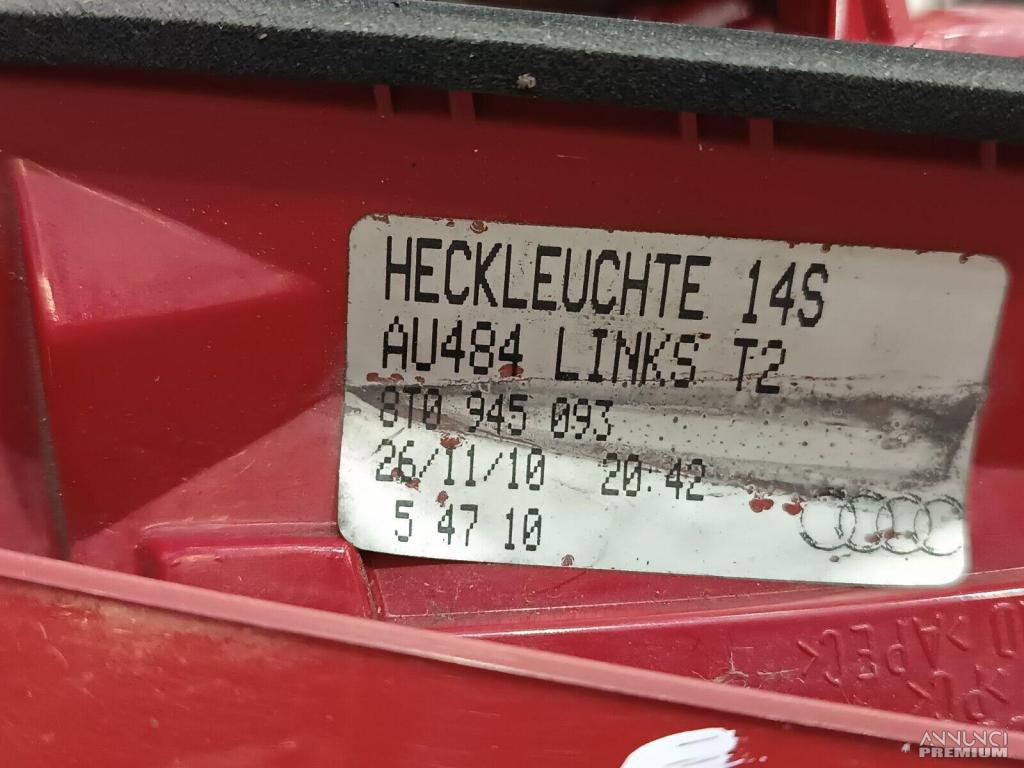 HECKLEUCHTE 14S
AU484 LINKS T2
8T0 945 093
26/11/10 20:42
5 47 10
ANNUNCI
PREMIUM